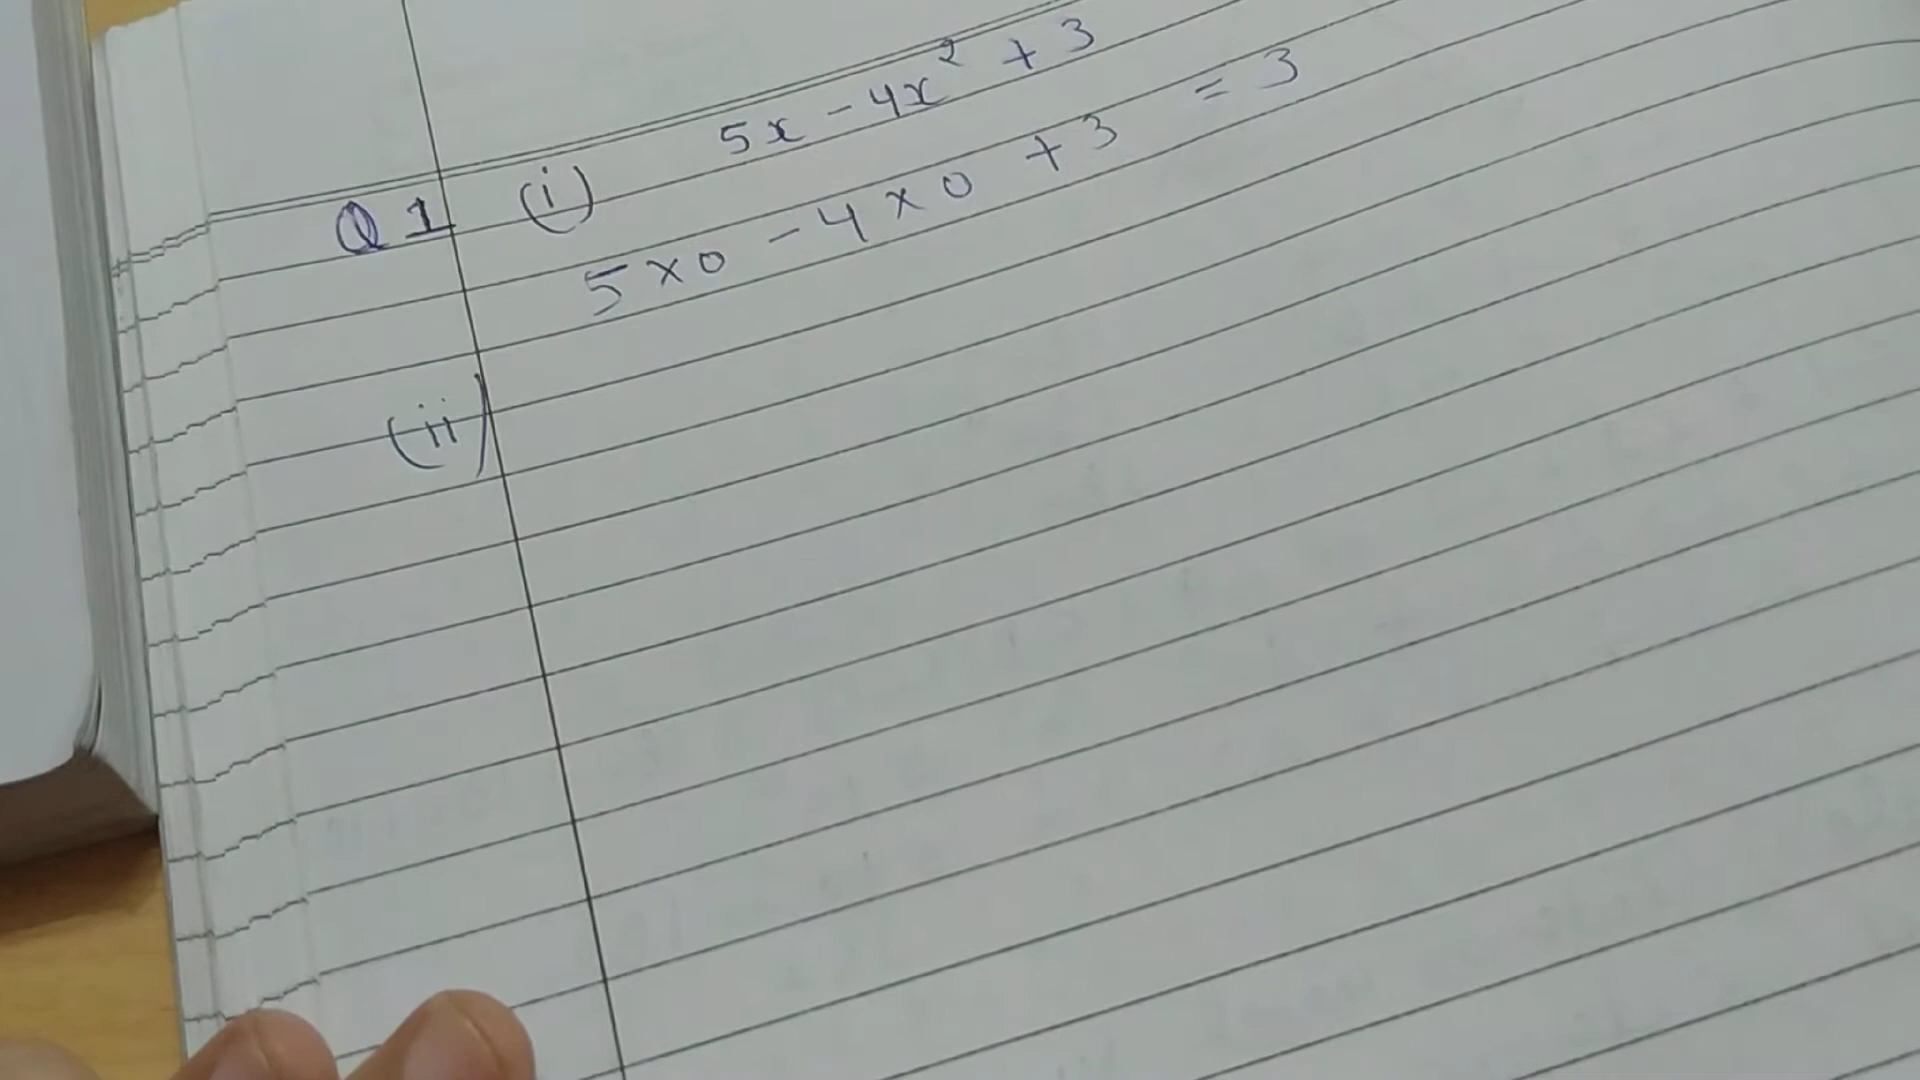 Q1 (i) 5x - 4x² + 3
5 × 0 - 4 × 0 + 3 = 3
(ii)